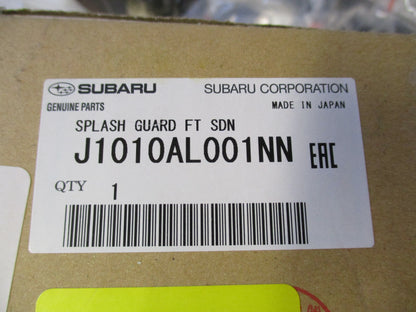 SUBARU SUBARU CORPORATION
GENUINE PARTS MADE IN JAPAN
SPLASH GUARD FT SDN
J1010AL001NN EAC
QTY 1